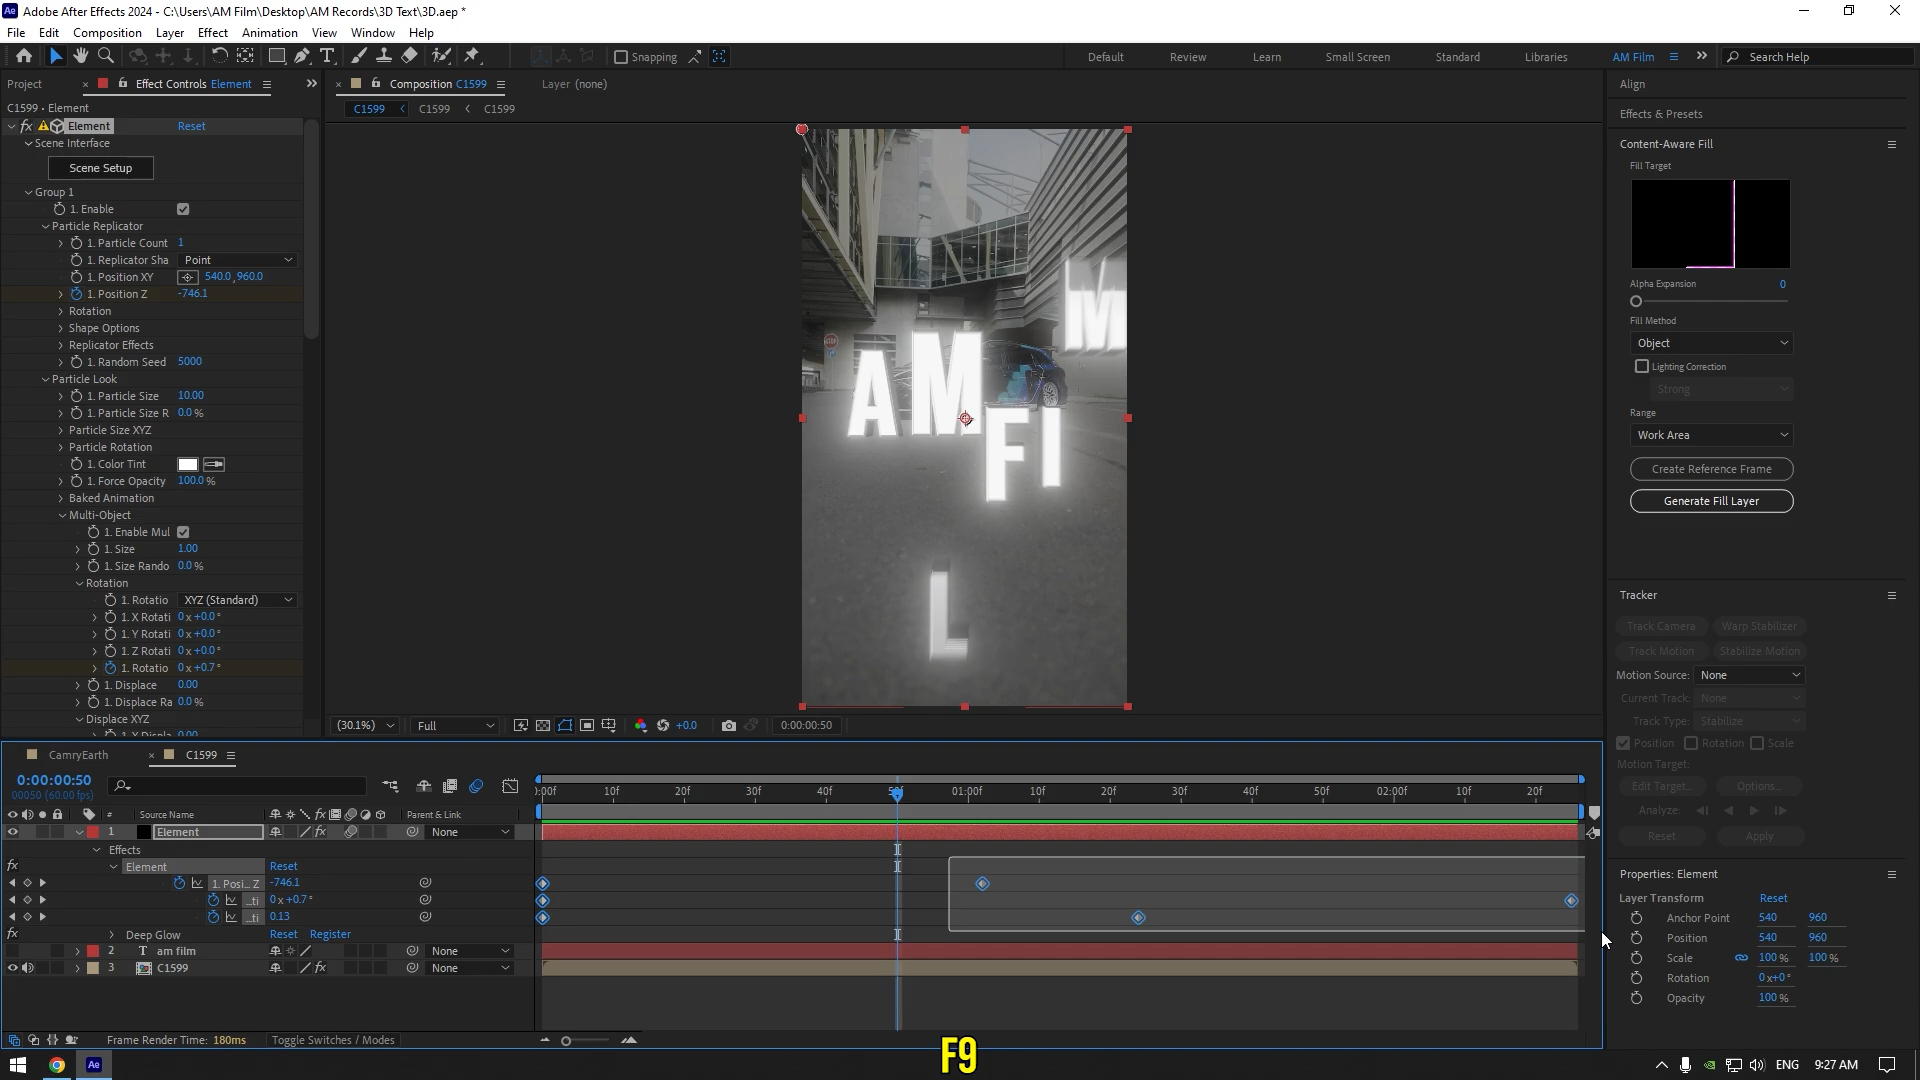 Adobe After Effects 2024 - C:\Users\AM Film\Desktop\AM Records\3D Text\3D.aep *
File Edit Composition Layer Effect Animation View Window Help
Snapping
Default Review Learn Small Screen Standard Libraries AM Film Search Help
Project Effect Controls Element Composition C1599 Layer (none) Align
C1599 • Element C1599 C1599 C1599 Effects & Presets
fx Element Reset Content-Aware Fill
Scene Interface Fill Target
Scene Setup
Group 1
1. Enable
Particle Replicator
1. Particle Count 1
1. Replicator Sha Point
1. Position XY 540.0, 960.0 Alpha Expansion 0
1. Position Z -746.1
Rotation Fill Method
Shape Options Object
Replicator Effects Lighting Correction
1. Random Seed 5000 Strong
Particle Look Range
1. Particle Size 10.00 Work Area
1. Particle Size R 0.0 %
Particle Size XYZ Create Reference Frame
Particle Rotation Generate Fill Layer
1. Color Tint
1. Force Opacity 100.0 %
Baked Animation
Multi-Object
1. Enable Mul
1. Size 1.00
1. Size Rando 0.0 %
Rotation
1. Rotatio XYZ (Standard)
1. X Rotati 0 x +0.0 °
1. Y Rotati 0 x +0.0 °
1. Z Rotati 0 x +0.0 °
1. Rotatio 0 x +0.7 °
1. Displace 0.00
1. Displace Ra 0.0 %
Displace XYZ
STOP
M
AM
FI
L
Tracker
Track Camera Warp Stabilizer
Track Motion Stabilize Motion
Motion Source: None
Current Track: None
Track Type: Stabilize
Position Rotation Scale
Motion Target:
Edit Target... Options...
Analyze:
Reset Apply
(30.1%) Full +0.0 0:00:00:50
CamryEarth C1599
0:00:00:50
00050 (60.00 fps)
:00f 10f 20f 30f 40f 50f 01:00f 10f 20f 30f 40f 50f 02:00f 10f 20f
# Source Name fx Parent & Link
1 Element fx None
Effects
fx Element Reset
1. Posi... Z -746.1
...ti 0 x +0.7 °
...ti 0.13
fx Deep Glow Reset Register
2 T am film None
3 C1599 fx None
Properties: Element
Layer Transform Reset
Anchor Point 540 960
Position 540 960
Scale 100 % 100 %
Rotation 0 x+0 °
Opacity 100 %
Frame Render Time: 180ms Toggle Switches / Modes
F9
Ae ENG 9:27 AM